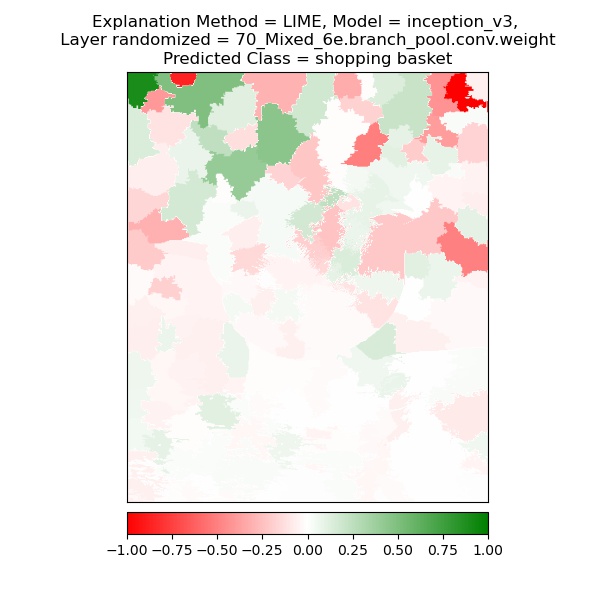 Explanation Method = LIME, Model = inception_v3,
Layer randomized = 70_Mixed_6e.branch_pool.conv.weight
Predicted Class = shopping basket
−1.00 −0.75 −0.50 −0.25 0.00 0.25 0.50 0.75 1.00